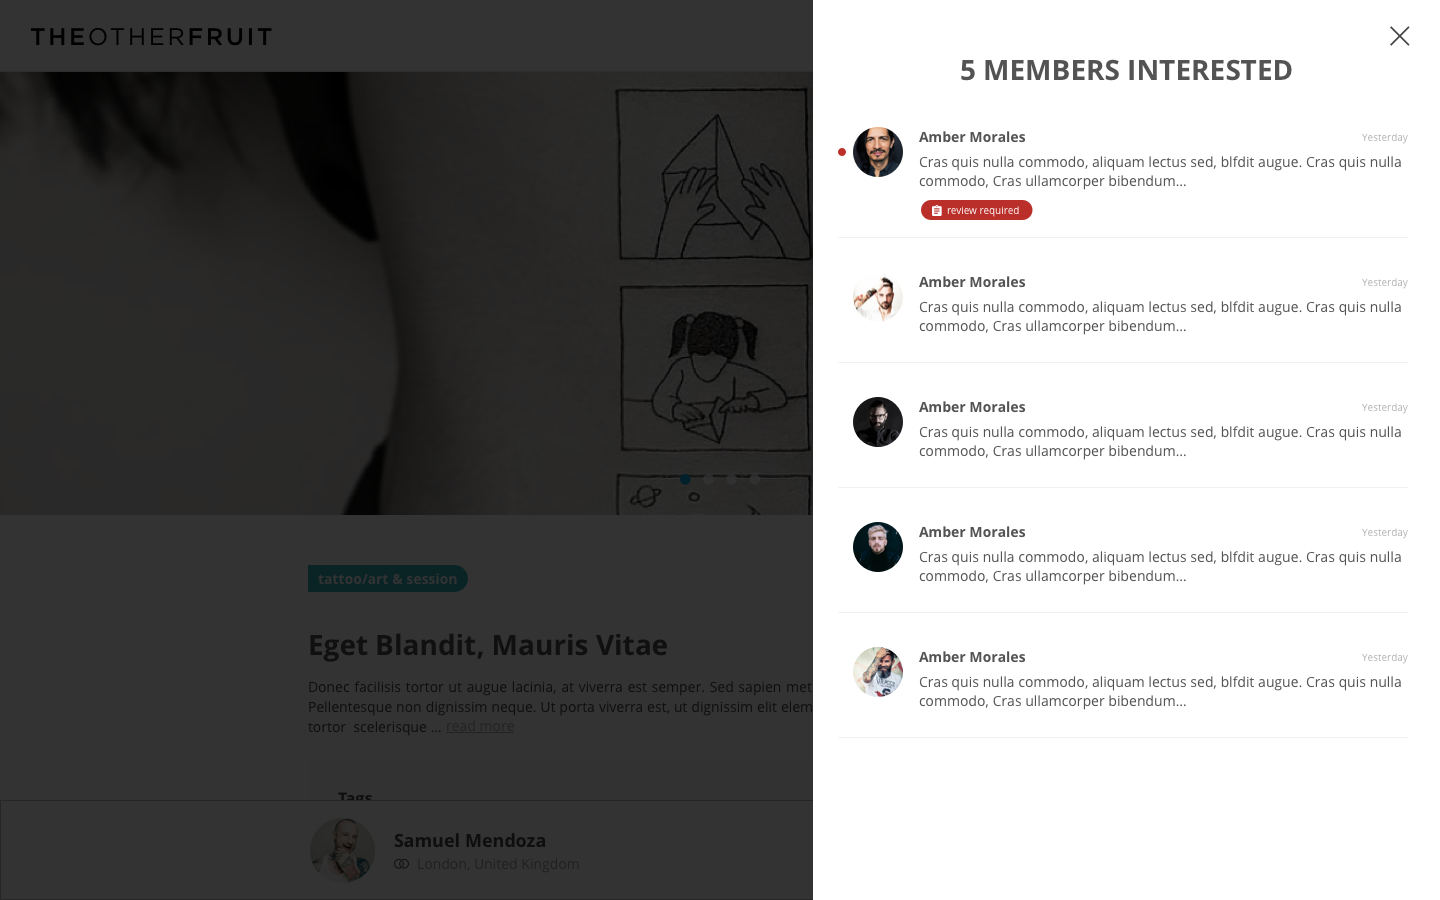 THEOTHERFRUIT
tattoo/art & session
Eget Blandit, Mauris Vitae
Donec facilisis tortor ut augue lacinia, at viverra est semper. Sed sapien met
Pellentesque non dignissim neque. Ut porta viverra est, ut dignissim elit elem
tortor scelerisque ... read more
Tags
Samuel Mendoza
London, United Kingdom
5 MEMBERS INTERESTED
Amber Morales
Yesterday
Cras quis nulla commodo, aliquam lectus sed, blfdit augue. Cras quis nulla
commodo, Cras ullamcorper bibendum...
review required
Amber Morales
Yesterday
Cras quis nulla commodo, aliquam lectus sed, blfdit augue. Cras quis nulla
commodo, Cras ullamcorper bibendum...
Amber Morales
Yesterday
Cras quis nulla commodo, aliquam lectus sed, blfdit augue. Cras quis nulla
commodo, Cras ullamcorper bibendum...
Amber Morales
Yesterday
Cras quis nulla commodo, aliquam lectus sed, blfdit augue. Cras quis nulla
commodo, Cras ullamcorper bibendum...
Amber Morales
Yesterday
Cras quis nulla commodo, aliquam lectus sed, blfdit augue. Cras quis nulla
commodo, Cras ullamcorper bibendum...